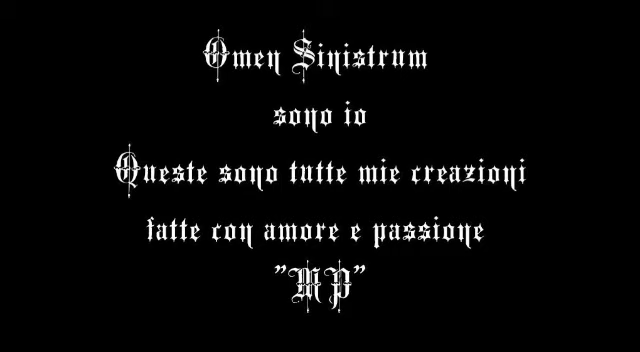 Omen Sinistrum
sono io
Queste sono tutte mie creazioni
fatte con amore e passione
"MP"